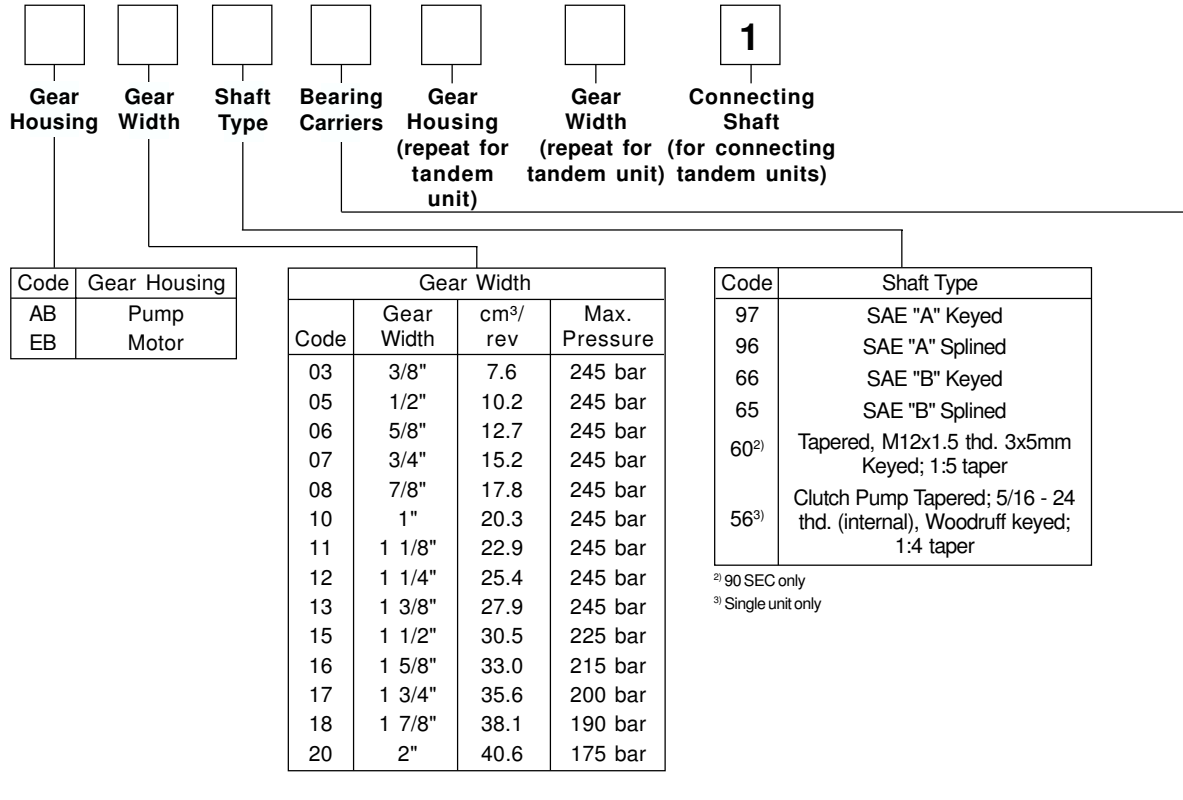 1
Gear Housing
Gear Width
Shaft Type
Bearing Carriers
Gear Housing (repeat for tandem unit)
Gear Width (repeat for tandem unit)
Connecting Shaft (for connecting tandem units)
Code Gear Housing
AB Pump
EB Motor
Gear Width
Code Gear Width cm³/rev Max. Pressure
03 3/8" 7.6 245 bar
05 1/2" 10.2 245 bar
06 5/8" 12.7 245 bar
07 3/4" 15.2 245 bar
08 7/8" 17.8 245 bar
10 1" 20.3 245 bar
11 1 1/8" 22.9 245 bar
12 1 1/4" 25.4 245 bar
13 1 3/8" 27.9 245 bar
15 1 1/2" 30.5 225 bar
16 1 5/8" 33.0 215 bar
17 1 3/4" 35.6 200 bar
18 1 7/8" 38.1 190 bar
20 2" 40.6 175 bar
Code Shaft Type
97 SAE "A" Keyed
96 SAE "A" Splined
66 SAE "B" Keyed
65 SAE "B" Splined
60²⁾ Tapered, M12x1.5 thd. 3x5mm
Keyed; 1:5 taper
56³⁾ Clutch Pump Tapered; 5/16 - 24
thd. (internal), Woodruff keyed;
1:4 taper
²⁾ 90 SEC only
³⁾ Single unit only